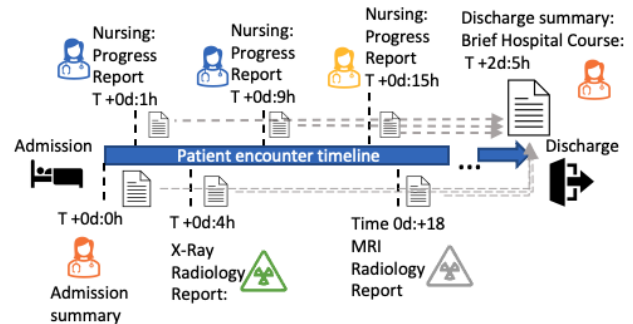 Nursing:
Progress
Report
T +0d:1h
Nursing:
Progress
Report
T +0d:9h
Nursing:
Progress
Report
T +0d:15h
Discharge summary:
Brief Hospital Course:
T +2d:5h
Admission
Patient encounter timeline
...
Discharge
T +0d:0h
Admission
summary
T +0d:4h
X-Ray
Radiology
Report:
Time 0d:+18
MRI
Radiology
Report